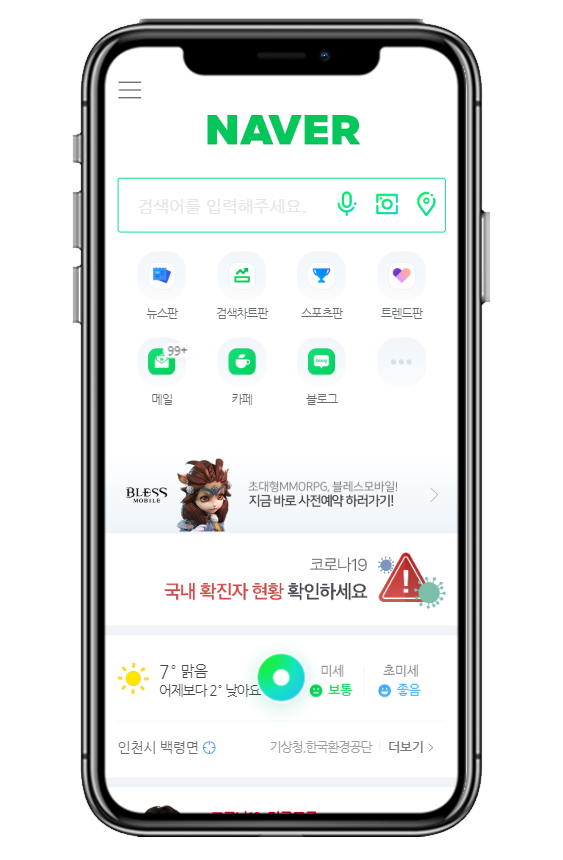 NAVER
검색어를 입력해주세요.
뉴스판
검색차트판
스포츠판
트렌드판
99+
메일
카페
blog
블로그
BLESS
MOBILE
초대형MMORPG, 블레스모바일!
지금 바로 사전예약 하러가기!
코로나19
국내 확진자 현황 확인하세요
7° 맑음
어제보다 2° 낮아요
미세
보통
초미세
좋음
인천시 백령면
기상청,한국환경공단
더보기